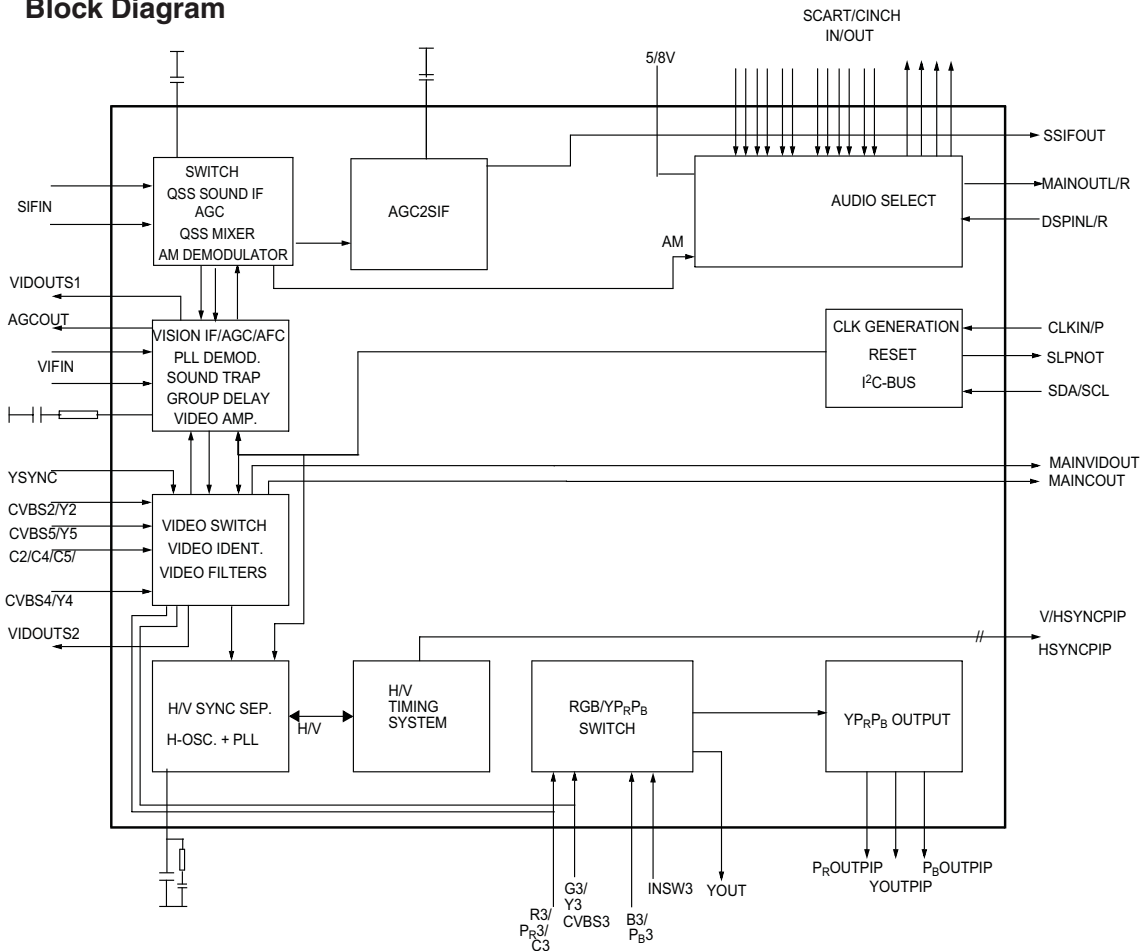 Block Diagram
SCART/CINCH
IN/OUT
5/8V
SSIFOUT
SWITCH
QSS SOUND IF
AGC
QSS MIXER
AM DEMODULATOR
AGC2SIF
AUDIO SELECT
MAINOUTL/R
DSPINL/R
SIFIN
AM
VIDOUTS1
AGCOUT
VIFIN
VISION IF/AGC/AFC
PLL DEMOD.
SOUND TRAP
GROUP DELAY
VIDEO AMP.
CLK GENERATION
RESET
I²C-BUS
CLKIN/P
SLPNOT
SDA/SCL
MAINVIDOUT
MAINCOUT
YSYNC
CVBS2/Y2
CVBS5/Y5
C2/C4/C5/
CVBS4/Y4
VIDOUTS2
VIDEO SWITCH
VIDEO IDENT.
VIDEO FILTERS
V/HSYNCPIP
HSYNCPIP
//
H/V SYNC SEP.
H-OSC. + PLL
H/V
H/V
TIMING
SYSTEM
RGB/YPRPB
SWITCH
YPRPB OUTPUT
R3/
PR3/
C3
G3/
Y3
CVBS3
B3/
PB3
INSW3
YOUT
PROUTPIP
YOUTPIP
PBOUTPIP